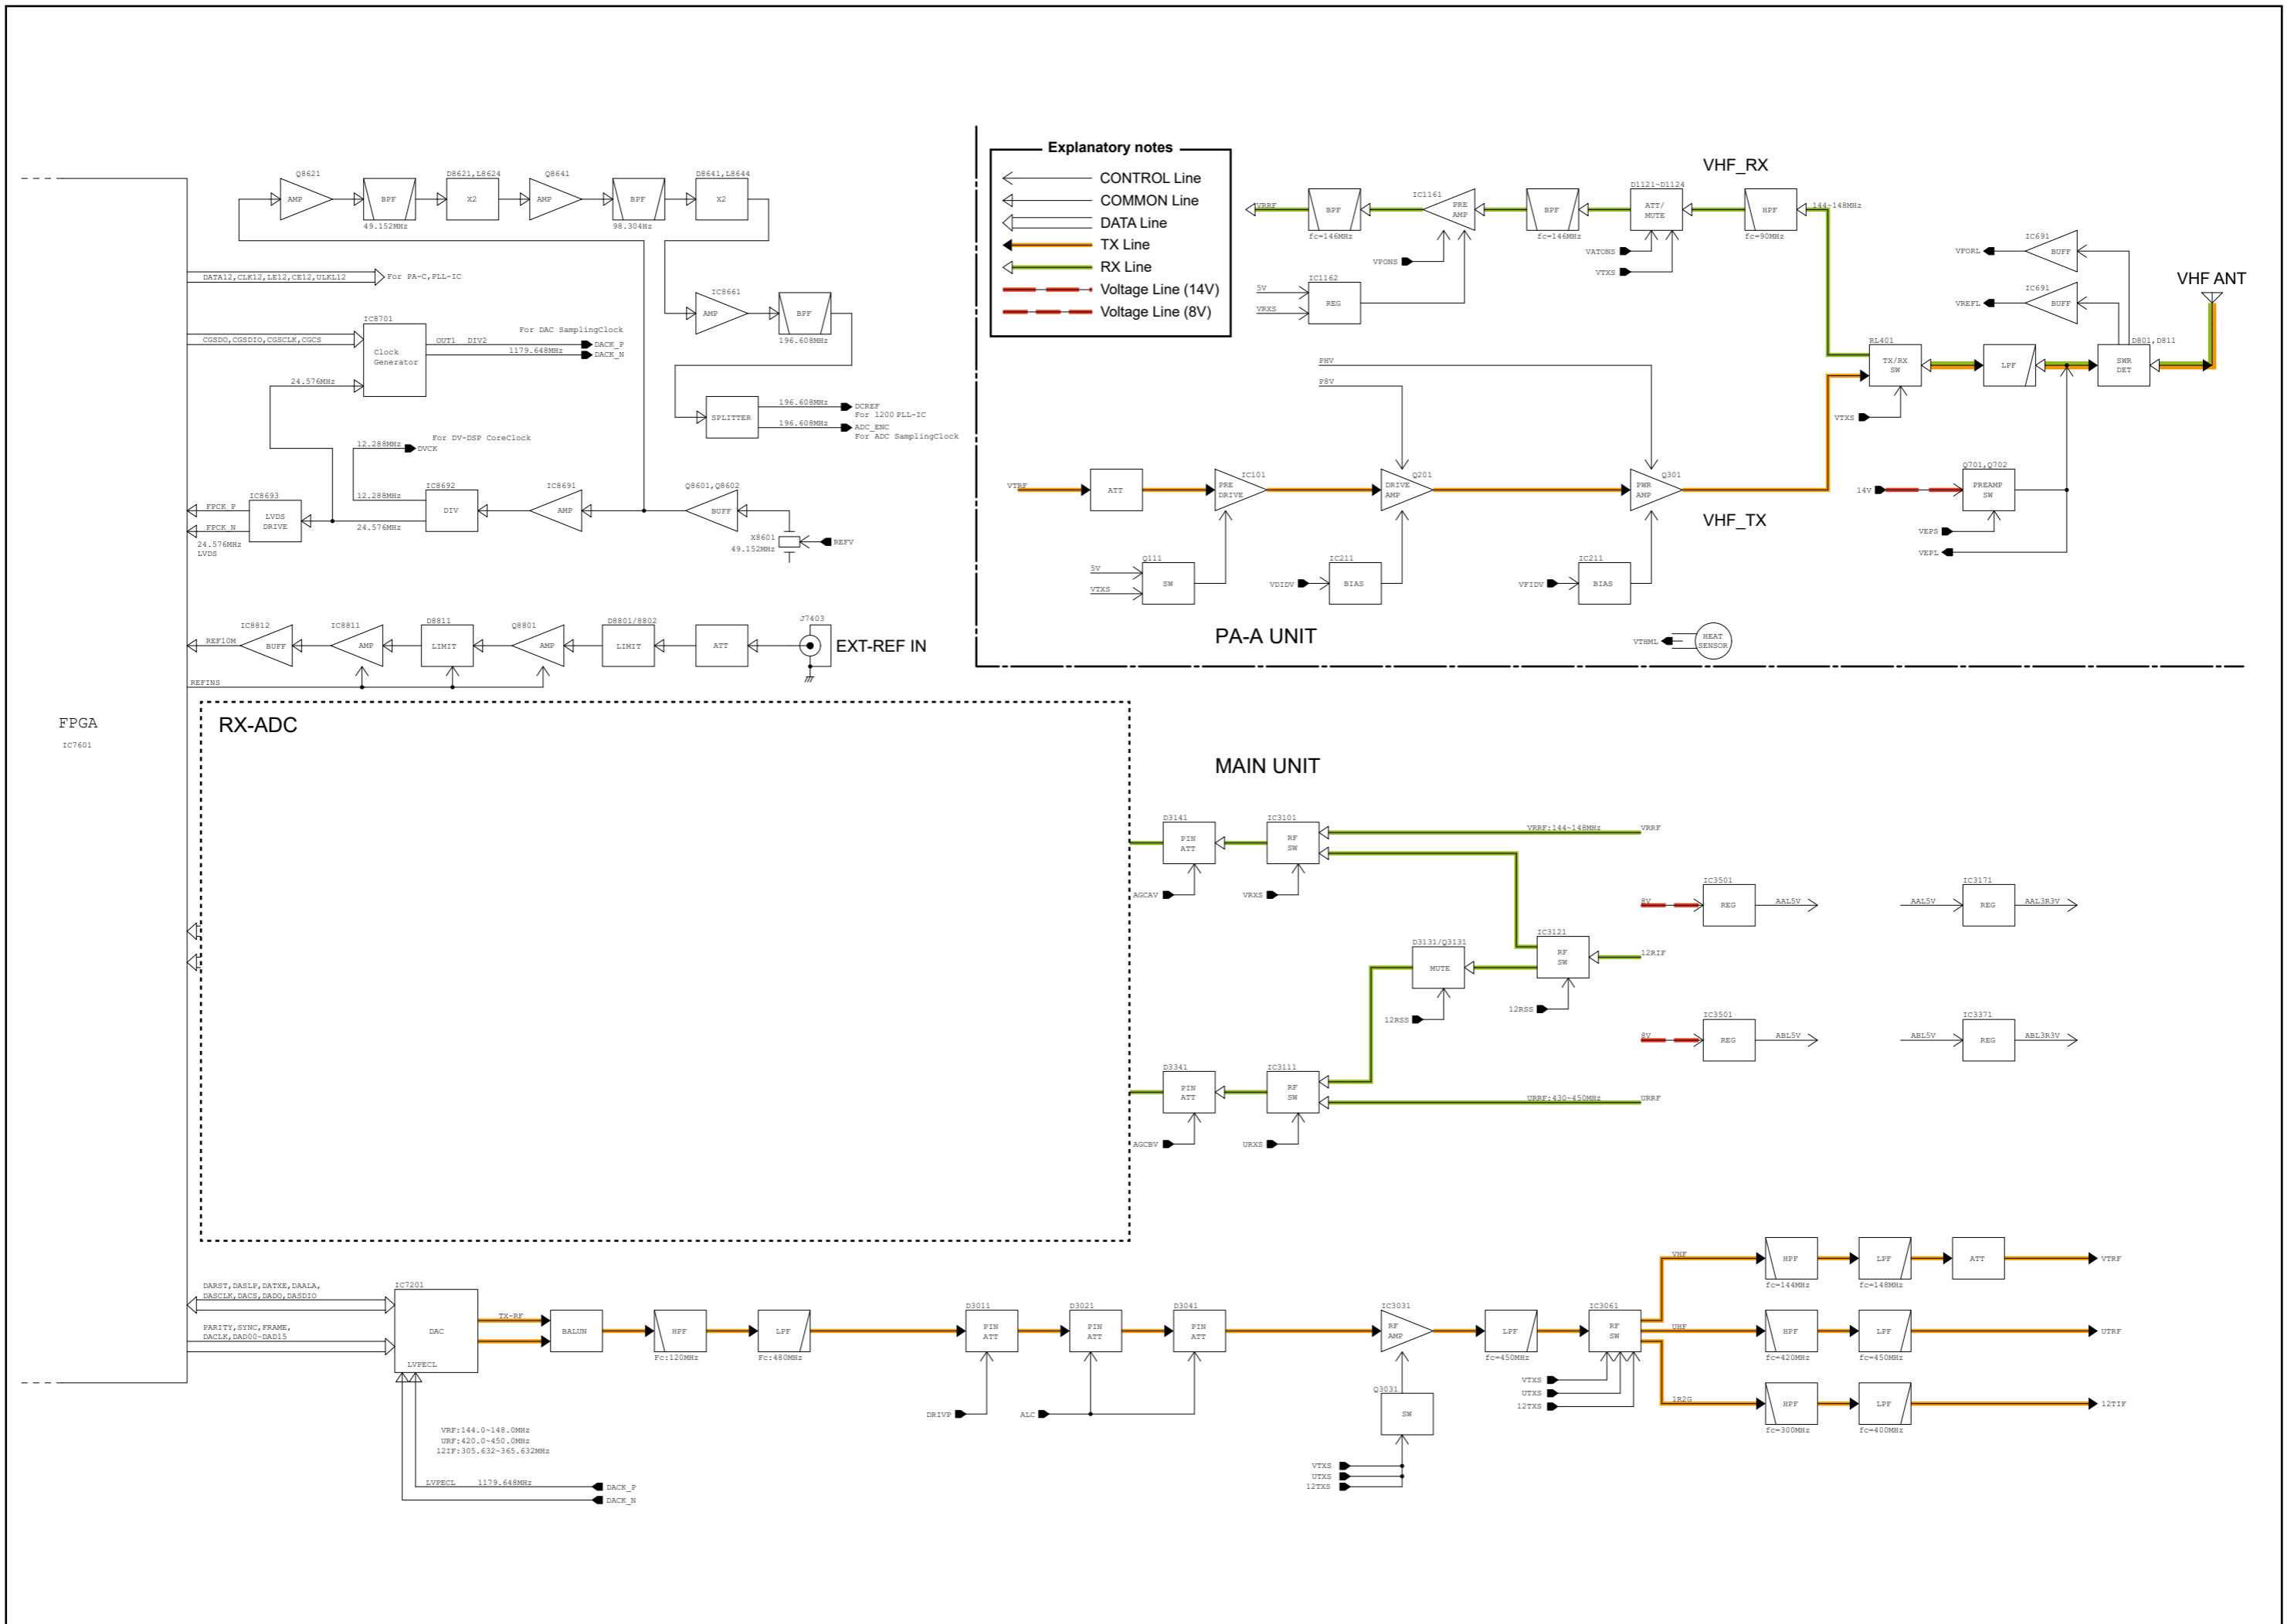 Q8621
AMP
BPF
49.152MHz
D8621,L8624
X2
Q8641
AMP
BPF
98.304Hz
D8641,L8644
X2
DATA12,CLK12,LE12,CE12,ULKL12
For PA-C,PLL-IC
IC8661
AMP
BPF
196.608MHz
CGSDO,CGSDIO,CGSCLK,CGCS
IC8701
Clock
Generator
OUT1 DIV2
For DAC SamplingClock
DACK_P
1179.648MHz
DACK_N
24.576MHz
SPLITTER
196.608MHz
DCREF
For 1200 PLL-IC
196.608MHz
ADC_ENC
For ADC SamplingClock
For DV-DSP CoreClock
12.288MHz
DVCK
FPCK_P
FPCK_N
24.576MHz
LVDS
IC8693
LVDS
DRIVE
12.288MHz
24.576MHz
IC8692
DIV
IC8691
AMP
Q8601,Q8602
BUFF
X8601
49.152MHz
REFV
REF10M
IC8812
BUFF
IC8811
AMP
D8811
LIMIT
Q8801
AMP
D8801/8802
LIMIT
ATT
J7403
EXT-REF IN
REFINS
FPGA
IC7601
Explanatory notes
CONTROL Line
COMMON Line
DATA Line
TX Line
RX Line
Voltage Line (14V)
Voltage Line (8V)
VHF_RX
VRRF
BPF
fc=146MHz
IC1161
PRE
AMP
BPF
fc=146MHz
D1121~D1124
ATT/
MUTE
HPF
fc=90MHz
144~148MHz
VPONS
VATONS
VTXS
5V
VRXS
IC1162
REG
VFORL
IC691
BUFF
VREFL
IC691
BUFF
VHF ANT
RL401
TX/RX
SW
VTXS
LPF
D801,D811
SWR
DET
PHV
P8V
VTRF
ATT
IC101
PRE
DRIVE
Q201
DRIVE
AMP
Q301
PWR
AMP
VHF_TX
14V
Q701,Q702
PREAMP
SW
VEPS
VEPL
5V
VTXS
Q111
SW
VDIDV
IC211
BIAS
VFIDV
IC211
BIAS
PA-A UNIT
VTHML
HEAT
SENSOR
RX-ADC
MAIN UNIT
D3141
PIN
ATT
AGCAV
IC3101
RF
SW
VRXS
VRRF:144~148MHz
VRRF
D3131/Q3131
MUTE
12RSS
IC3121
RF
SW
12RSS
12RIF
8V
IC3501
REG
AAL5V
AAL5V
IC3171
REG
AAL3R3V
8V
IC3501
REG
ABL5V
ABL5V
IC3371
REG
ABL3R3V
D3341
PIN
ATT
AGCBV
IC3111
RF
SW
URXS
URRF:430~450MHz
URRF
DARST,DASLP,DATXE,DAALA,
DASCLK,DACS,DADO,DASDIO
PARITY,SYNC,FRAME,
DACLK,DAD00~DAD15
IC7201
DAC
LVPECL
TX-RF
BALUN
HPF
Fc:120MHz
LPF
Fc:480MHz
D3011
PIN
ATT
DRIVP
D3021
PIN
ATT
ALC
D3041
PIN
ATT
IC3031
RF
AMP
Q3031
SW
VTXS
UTXS
12TXS
LPF
fc=450MHz
IC3061
RF
SW
VTXS
UTXS
12TXS
VHF
HPF
fc=144MHz
LPF
fc=148MHz
ATT
VTRF
UHF
HPF
fc=420MHz
LPF
fc=450MHz
UTRF
1R2G
HPF
fc=300MHz
LPF
fc=400MHz
12TIF
VRF:144.0~148.0MHz
URF:420.0~450.0MHz
12IF:305.632~365.632MHz
LVPECL 1179.648MHz
DACK_P
DACK_N